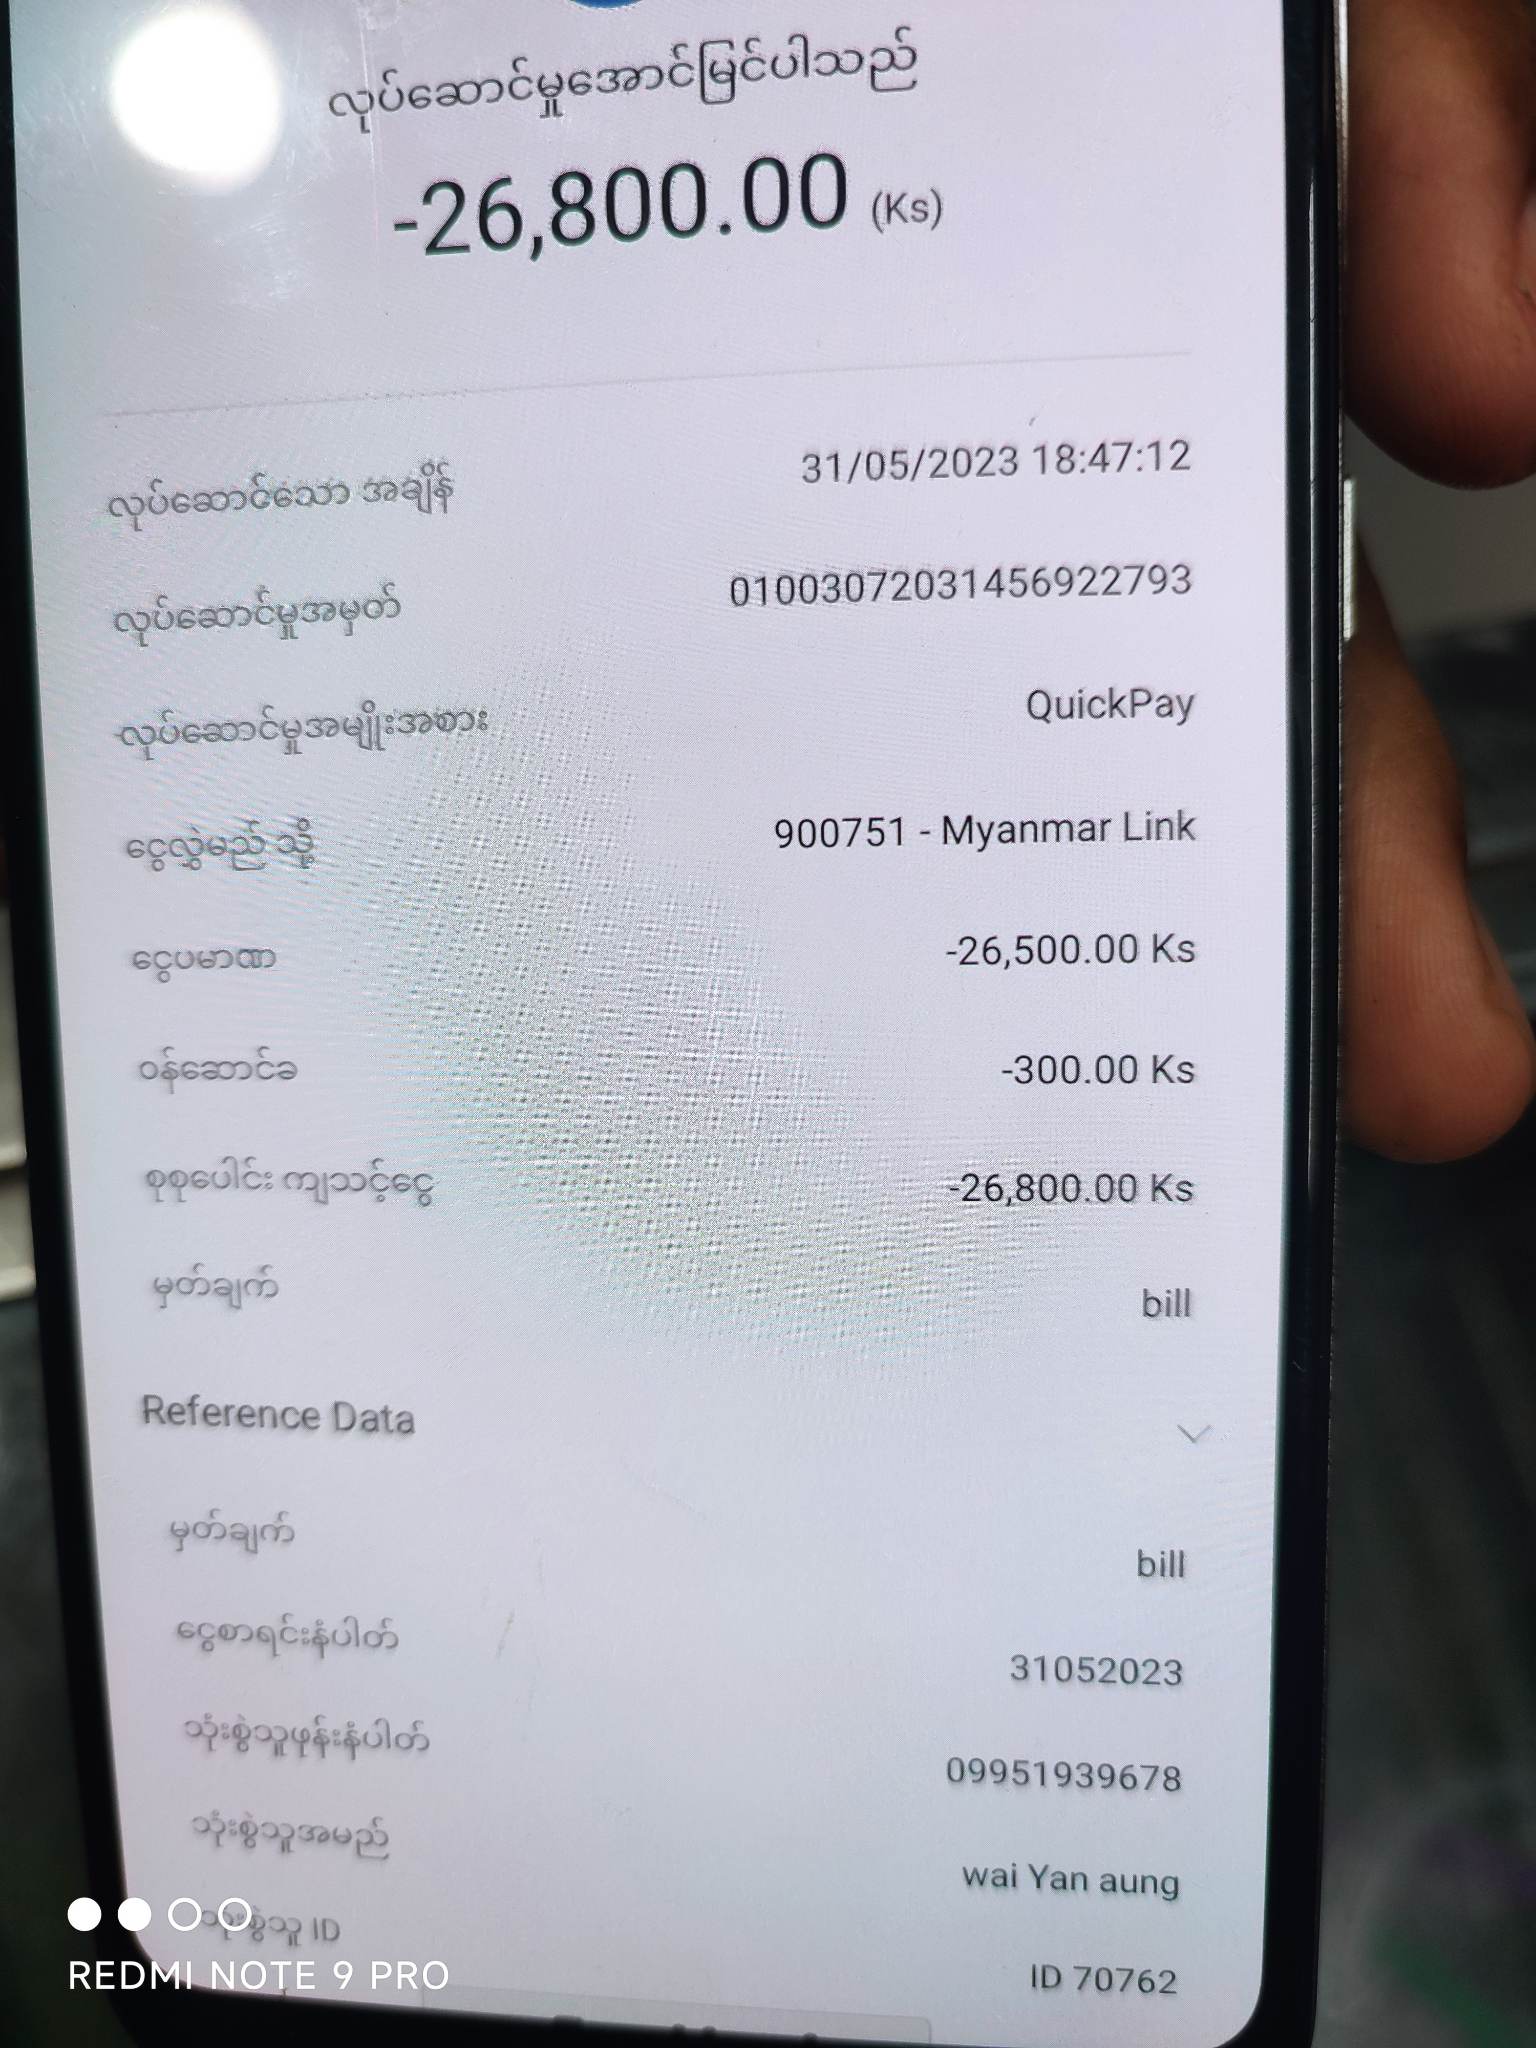 လုပ်ဆောင်မှုအောင်မြင်ပါသည်
-26,800.00 (Ks)
လုပ်ဆောင်သော အချိန် 31/05/2023 18:47:12
လုပ်ဆောင်မှုအမှတ် 01003072031456922793
လုပ်ဆောင်မှုအမျိုးအစား QuickPay
ငွေလွှဲမည် သို့ 900751 - Myanmar Link
ငွေပမာဏ -26,500.00 Ks
ဝန်ဆောင်ခ -300.00 Ks
စုစုပေါင်း ကျသင့်ငွေ -26,800.00 Ks
မှတ်ချက် bill
Reference Data
မှတ်ချက် bill
ငွေစာရင်းနံပါတ် 31052023
သုံးစွဲသူဖုန်းနံပါတ် 09951939678
သုံးစွဲသူအမည် wai Yan aung
သုံးစွဲသူ ID ID 70762
REDMI NOTE 9 PRO